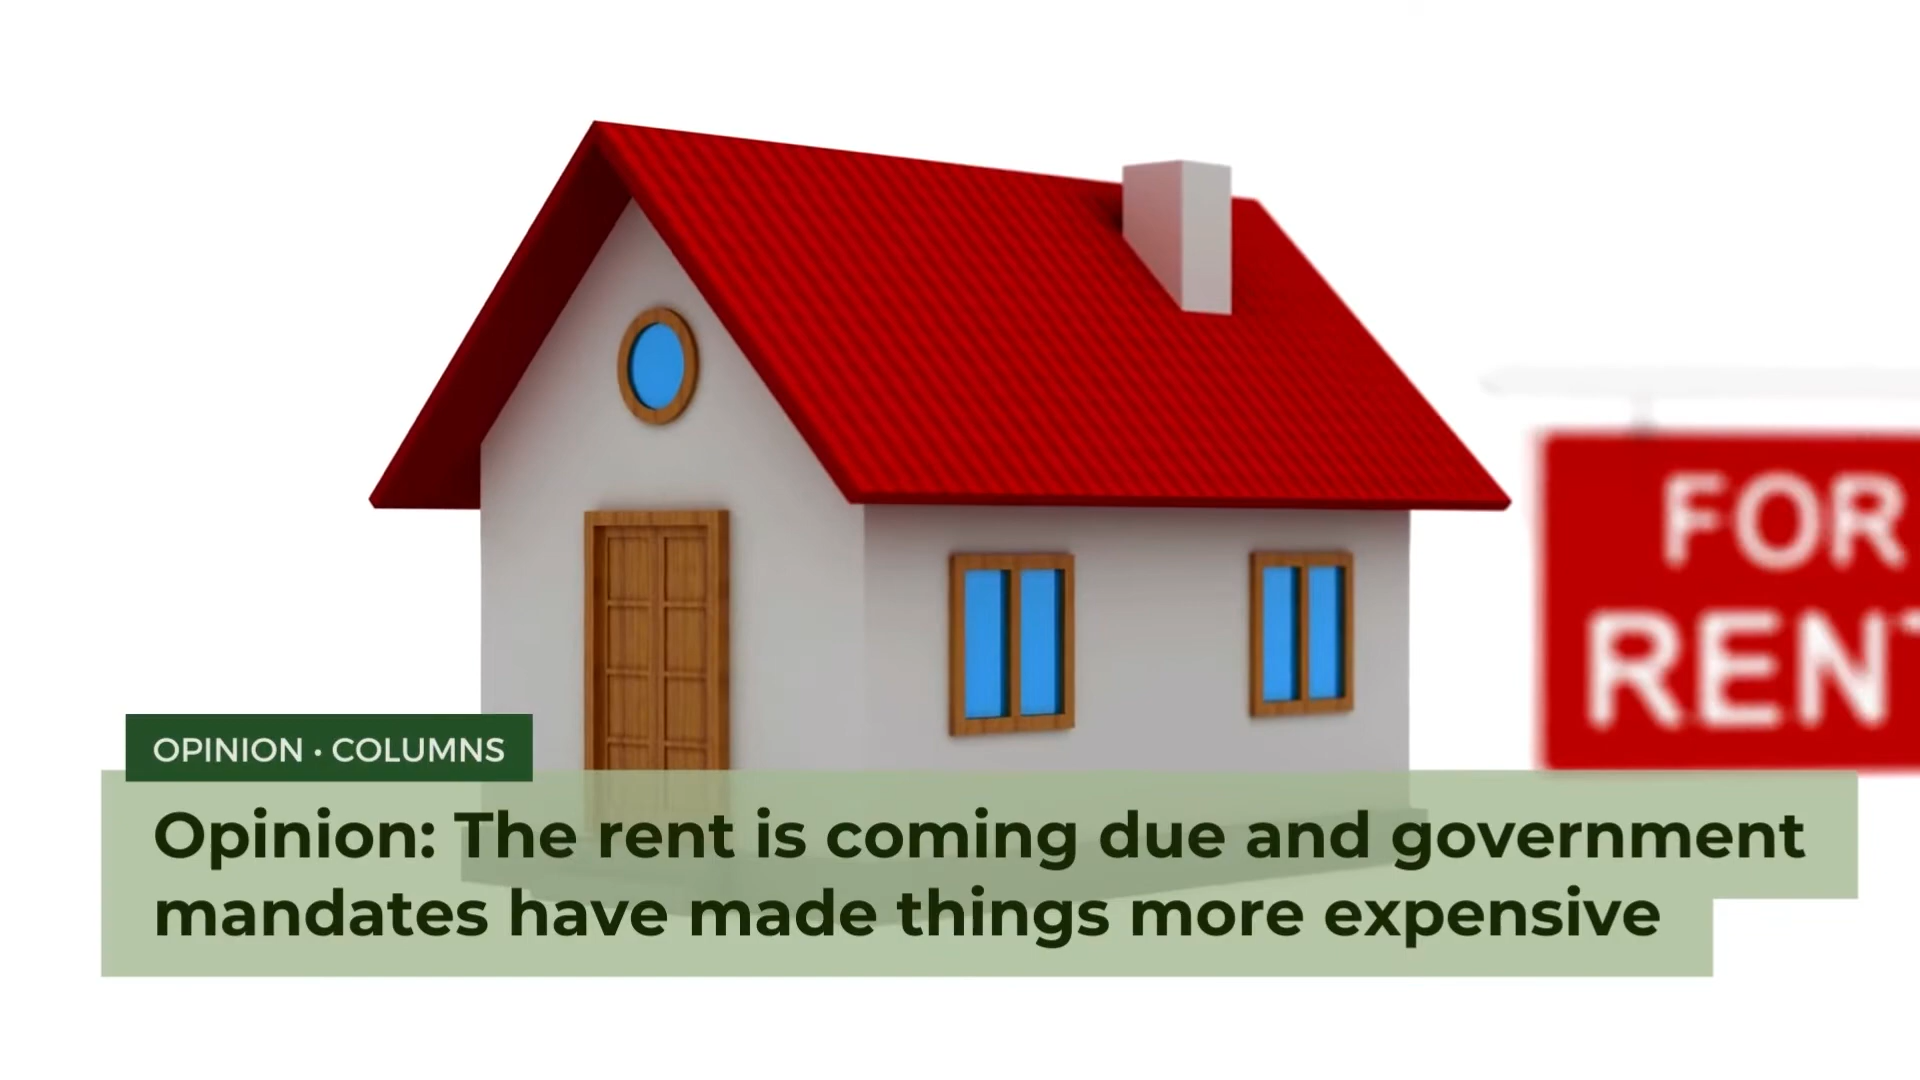 FOR
RENT
OPINION • COLUMNS
Opinion: The rent is coming due and government
mandates have made things more expensive